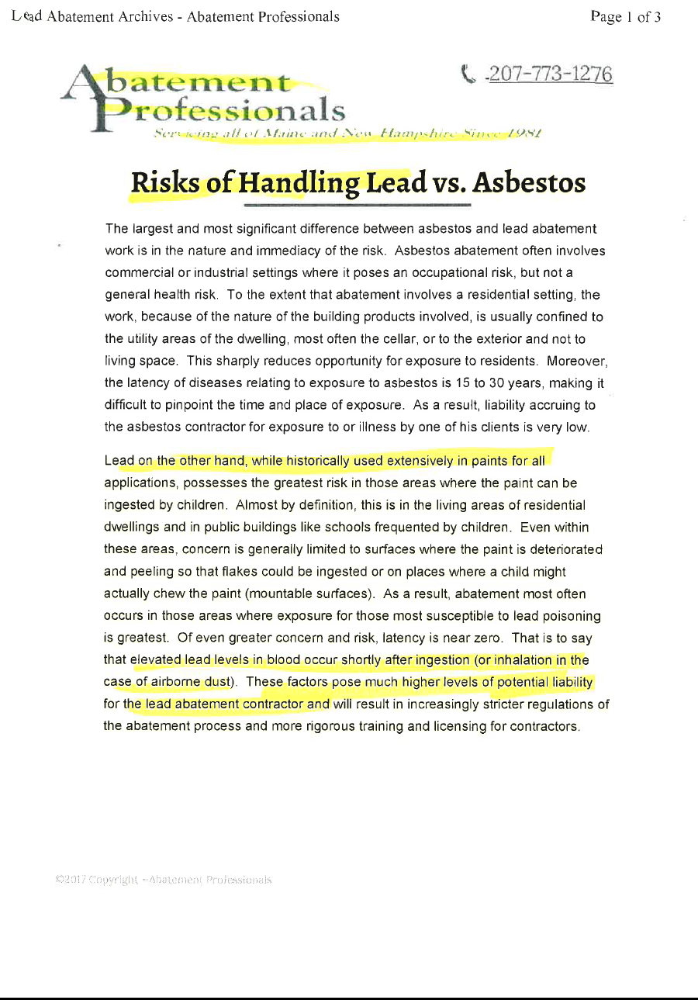 Lead Abatement Archives - Abatement Professionals Page 1 of 3
Abatement 207-773-1276
Professionals
Servicing all of Maine and New Hampshire Since 1981
Risks of Handling Lead vs. Asbestos
The largest and most significant difference between asbestos and lead abatement
work is in the nature and immediacy of the risk. Asbestos abatement often involves
commercial or industrial settings where it poses an occupational risk, but not a
general health risk. To the extent that abatement involves a residential setting, the
work, because of the nature of the building products involved, is usually confined to
the utility areas of the dwelling, most often the cellar, or to the exterior and not to
living space. This sharply reduces opportunity for exposure to residents. Moreover,
the latency of diseases relating to exposure to asbestos is 15 to 30 years, making it
difficult to pinpoint the time and place of exposure. As a result, liability accruing to
the asbestos contractor for exposure to or illness by one of his clients is very low.
Lead on the other hand, while historically used extensively in paints for all
applications, possesses the greatest risk in those areas where the paint can be
ingested by children. Almost by definition, this is in the living areas of residential
dwellings and in public buildings like schools frequented by children. Even within
these areas, concern is generally limited to surfaces where the paint is deteriorated
and peeling so that flakes could be ingested or on places where a child might
actually chew the paint (mountable surfaces). As a result, abatement most often
occurs in those areas where exposure for those most susceptible to lead poisoning
is greatest. Of even greater concern and risk, latency is near zero. That is to say
that elevated lead levels in blood occur shortly after ingestion (or inhalation in the
case of airborne dust). These factors pose much higher levels of potential liability
for the lead abatement contractor and will result in increasingly stricter regulations of
the abatement process and more rigorous training and licensing for contractors.
©2017 Copyright - Abatement Professionals